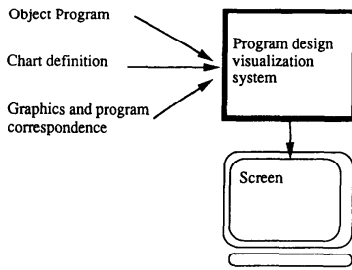 Object Program
Chart definition
Graphics and program
correspondence
Program design
visualization
system
Screen